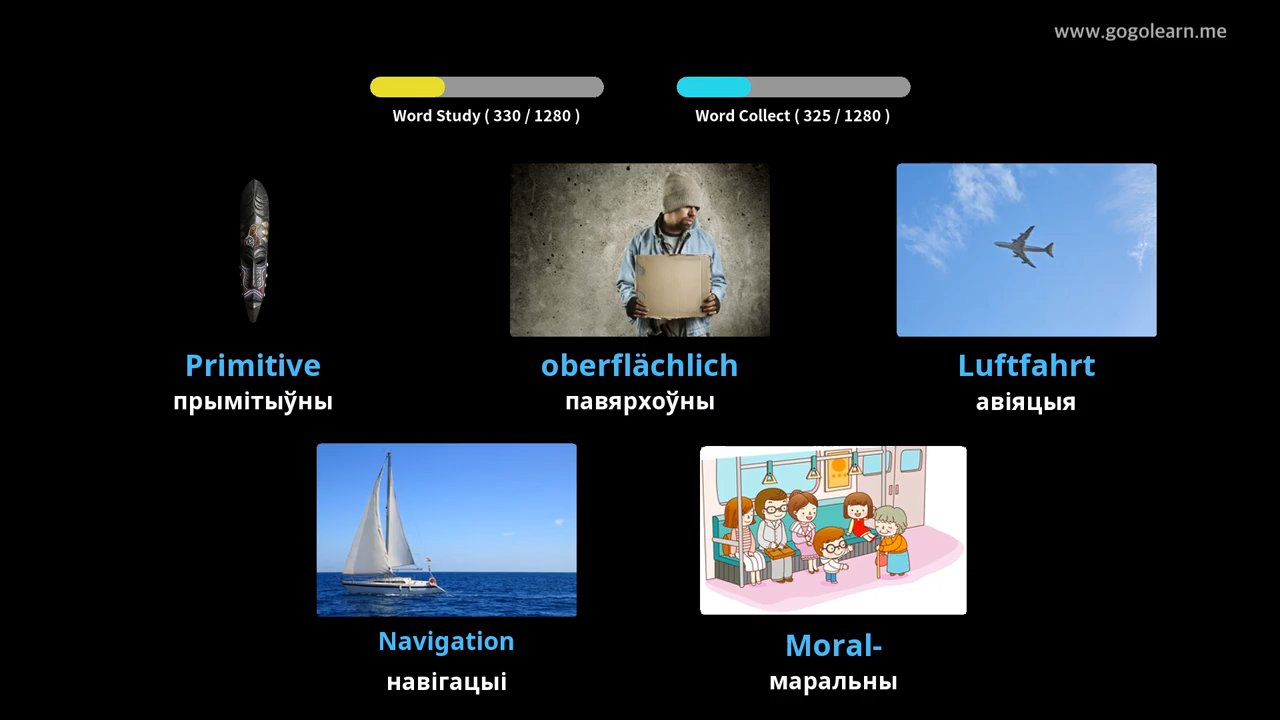 www.gogolearn.me
Word Study ( 330 / 1280 )
Word Collect ( 325 / 1280 )
Primitive
прымітыўны
oberflächlich
павярхоўны
Luftfahrt
авіяцыя
Navigation
навігацыі
Moral-
маральны